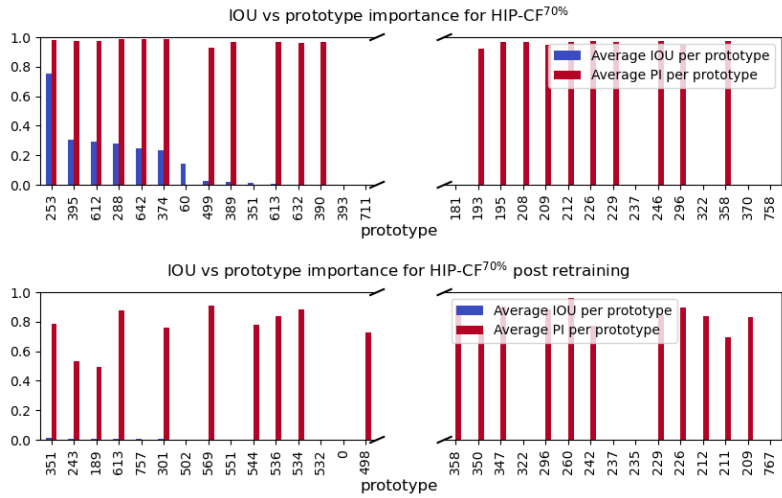 IOU vs prototype importance for HIP-CF70%
1.0
0.8
0.6
0.4
0.2
0.0
Average IOU per prototype
Average PI per prototype
253 395 612 288 642 374 60 499 389 351 613 632 390 393 711 181 193 195 208 209 212 226 229 237 246 296 322 358 370 758
prototype
IOU vs prototype importance for HIP-CF70% post retraining
1.0
0.8
0.6
0.4
0.2
0.0
Average IOU per prototype
Average PI per prototype
351 243 189 613 757 301 502 569 551 544 536 534 532 0 498 358 350 347 322 296 260 242 237 235 229 226 212 211 209 767
prototype